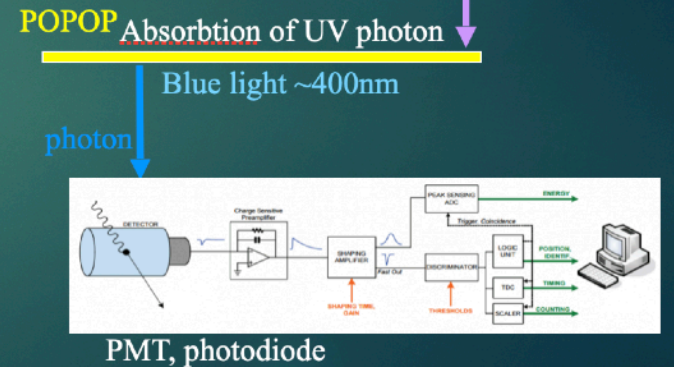 POPOP Absorbtion of UV photon
Blue light ~400nm
photon
DETECTOR
Charge Sensitive
Preamplifier
SHAPING
AMPLIFIER
Fast Out
SHAPING TIME,
GAIN
PEAK SENSING
ADC
Trigger, Coincidence
DISCRIMINATOR
THRESHOLDS
LOGIC
UNIT
TDC
SCALER
ENERGY
POSITION,
IDENTIF.
TIMING
COUNTING
PMT, photodiode